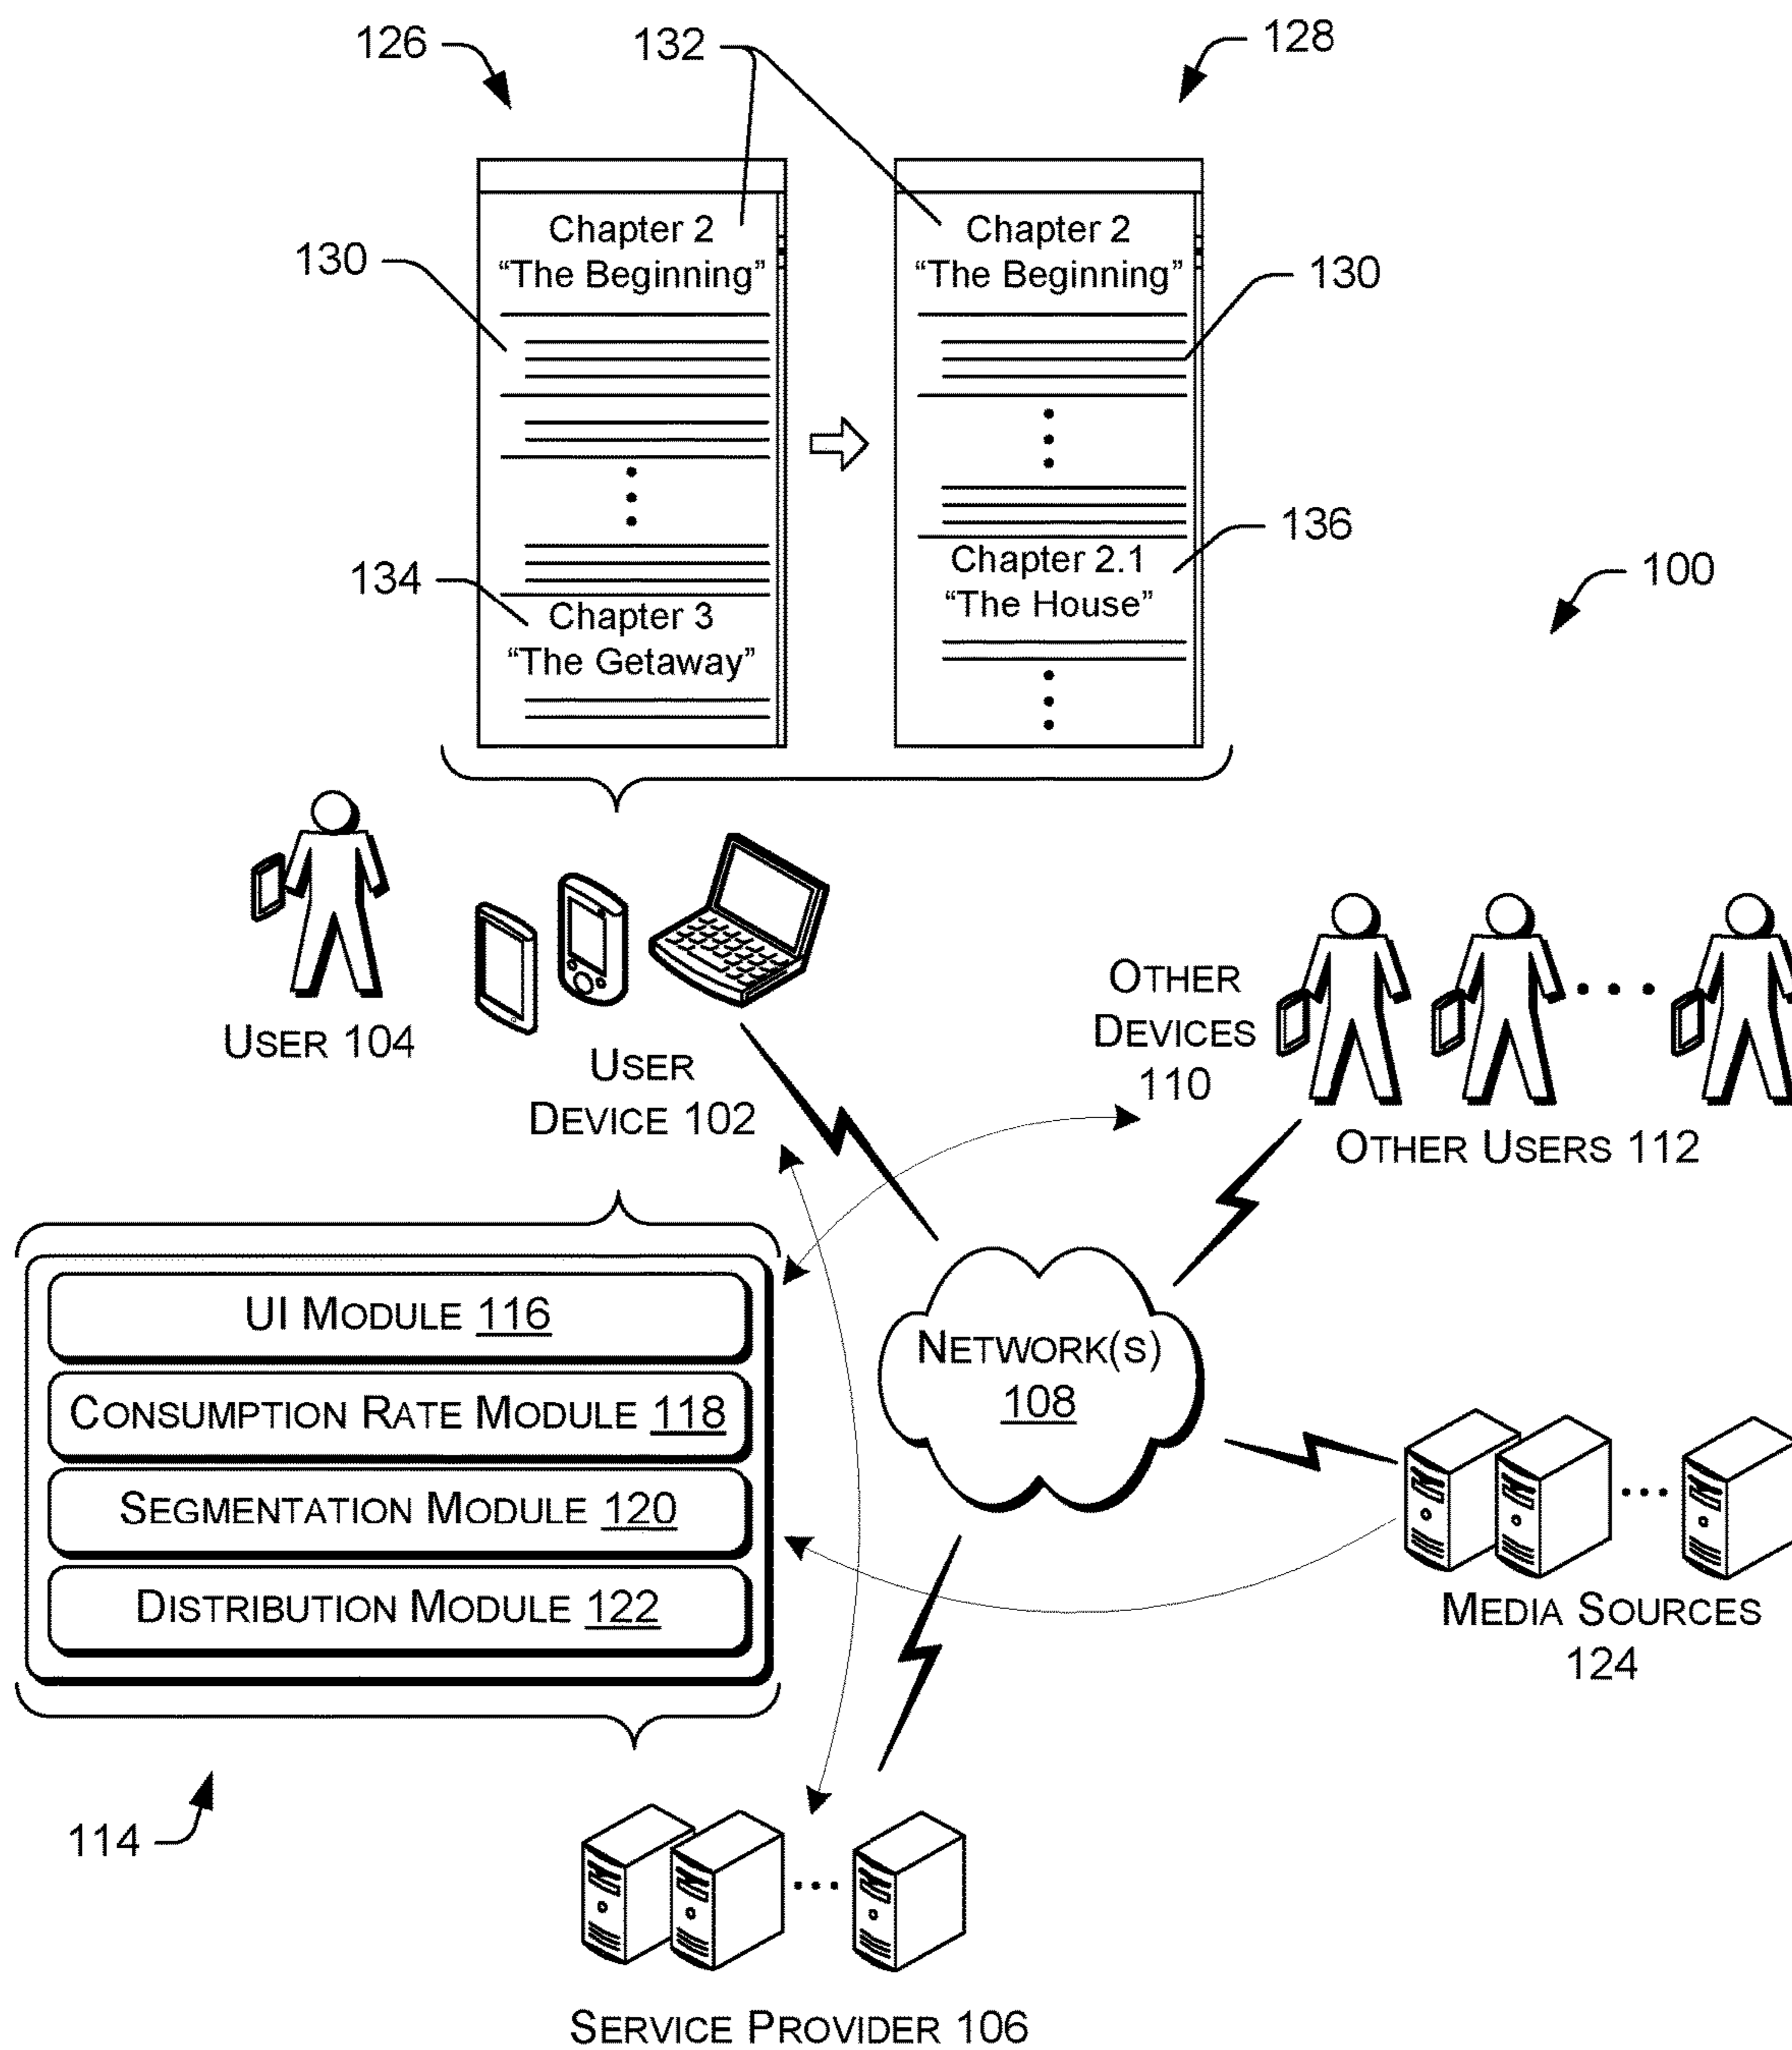 126
132
128
Chapter 2
“The Beginning”
130
134
Chapter 3
“The Getaway”
Chapter 2
“The Beginning”
130
136
Chapter 2.1
“The House”
100
USER 104
USER
DEVICE 102
OTHER
DEVICES
110
OTHER USERS 112
UI MODULE 116
CONSUMPTION RATE MODULE 118
SEGMENTATION MODULE 120
DISTRIBUTION MODULE 122
NETWORK(S)
108
MEDIA SOURCES
124
114
SERVICE PROVIDER 106